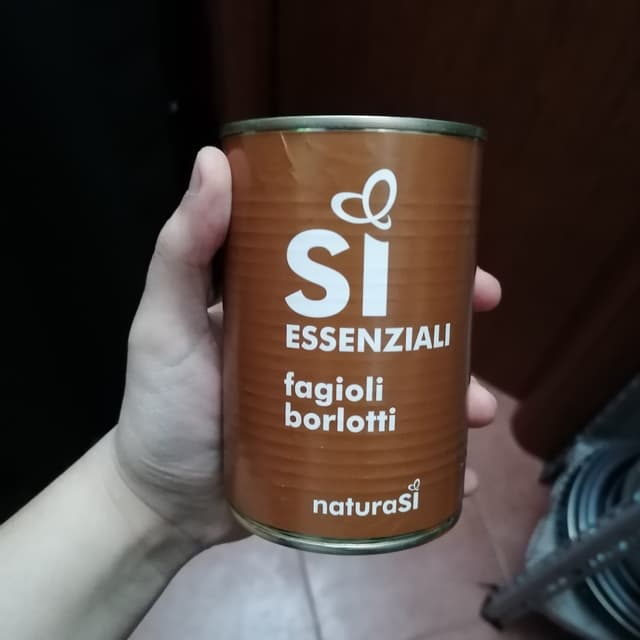 sì
ESSENZIALI
fagioli
borlotti
naturasì